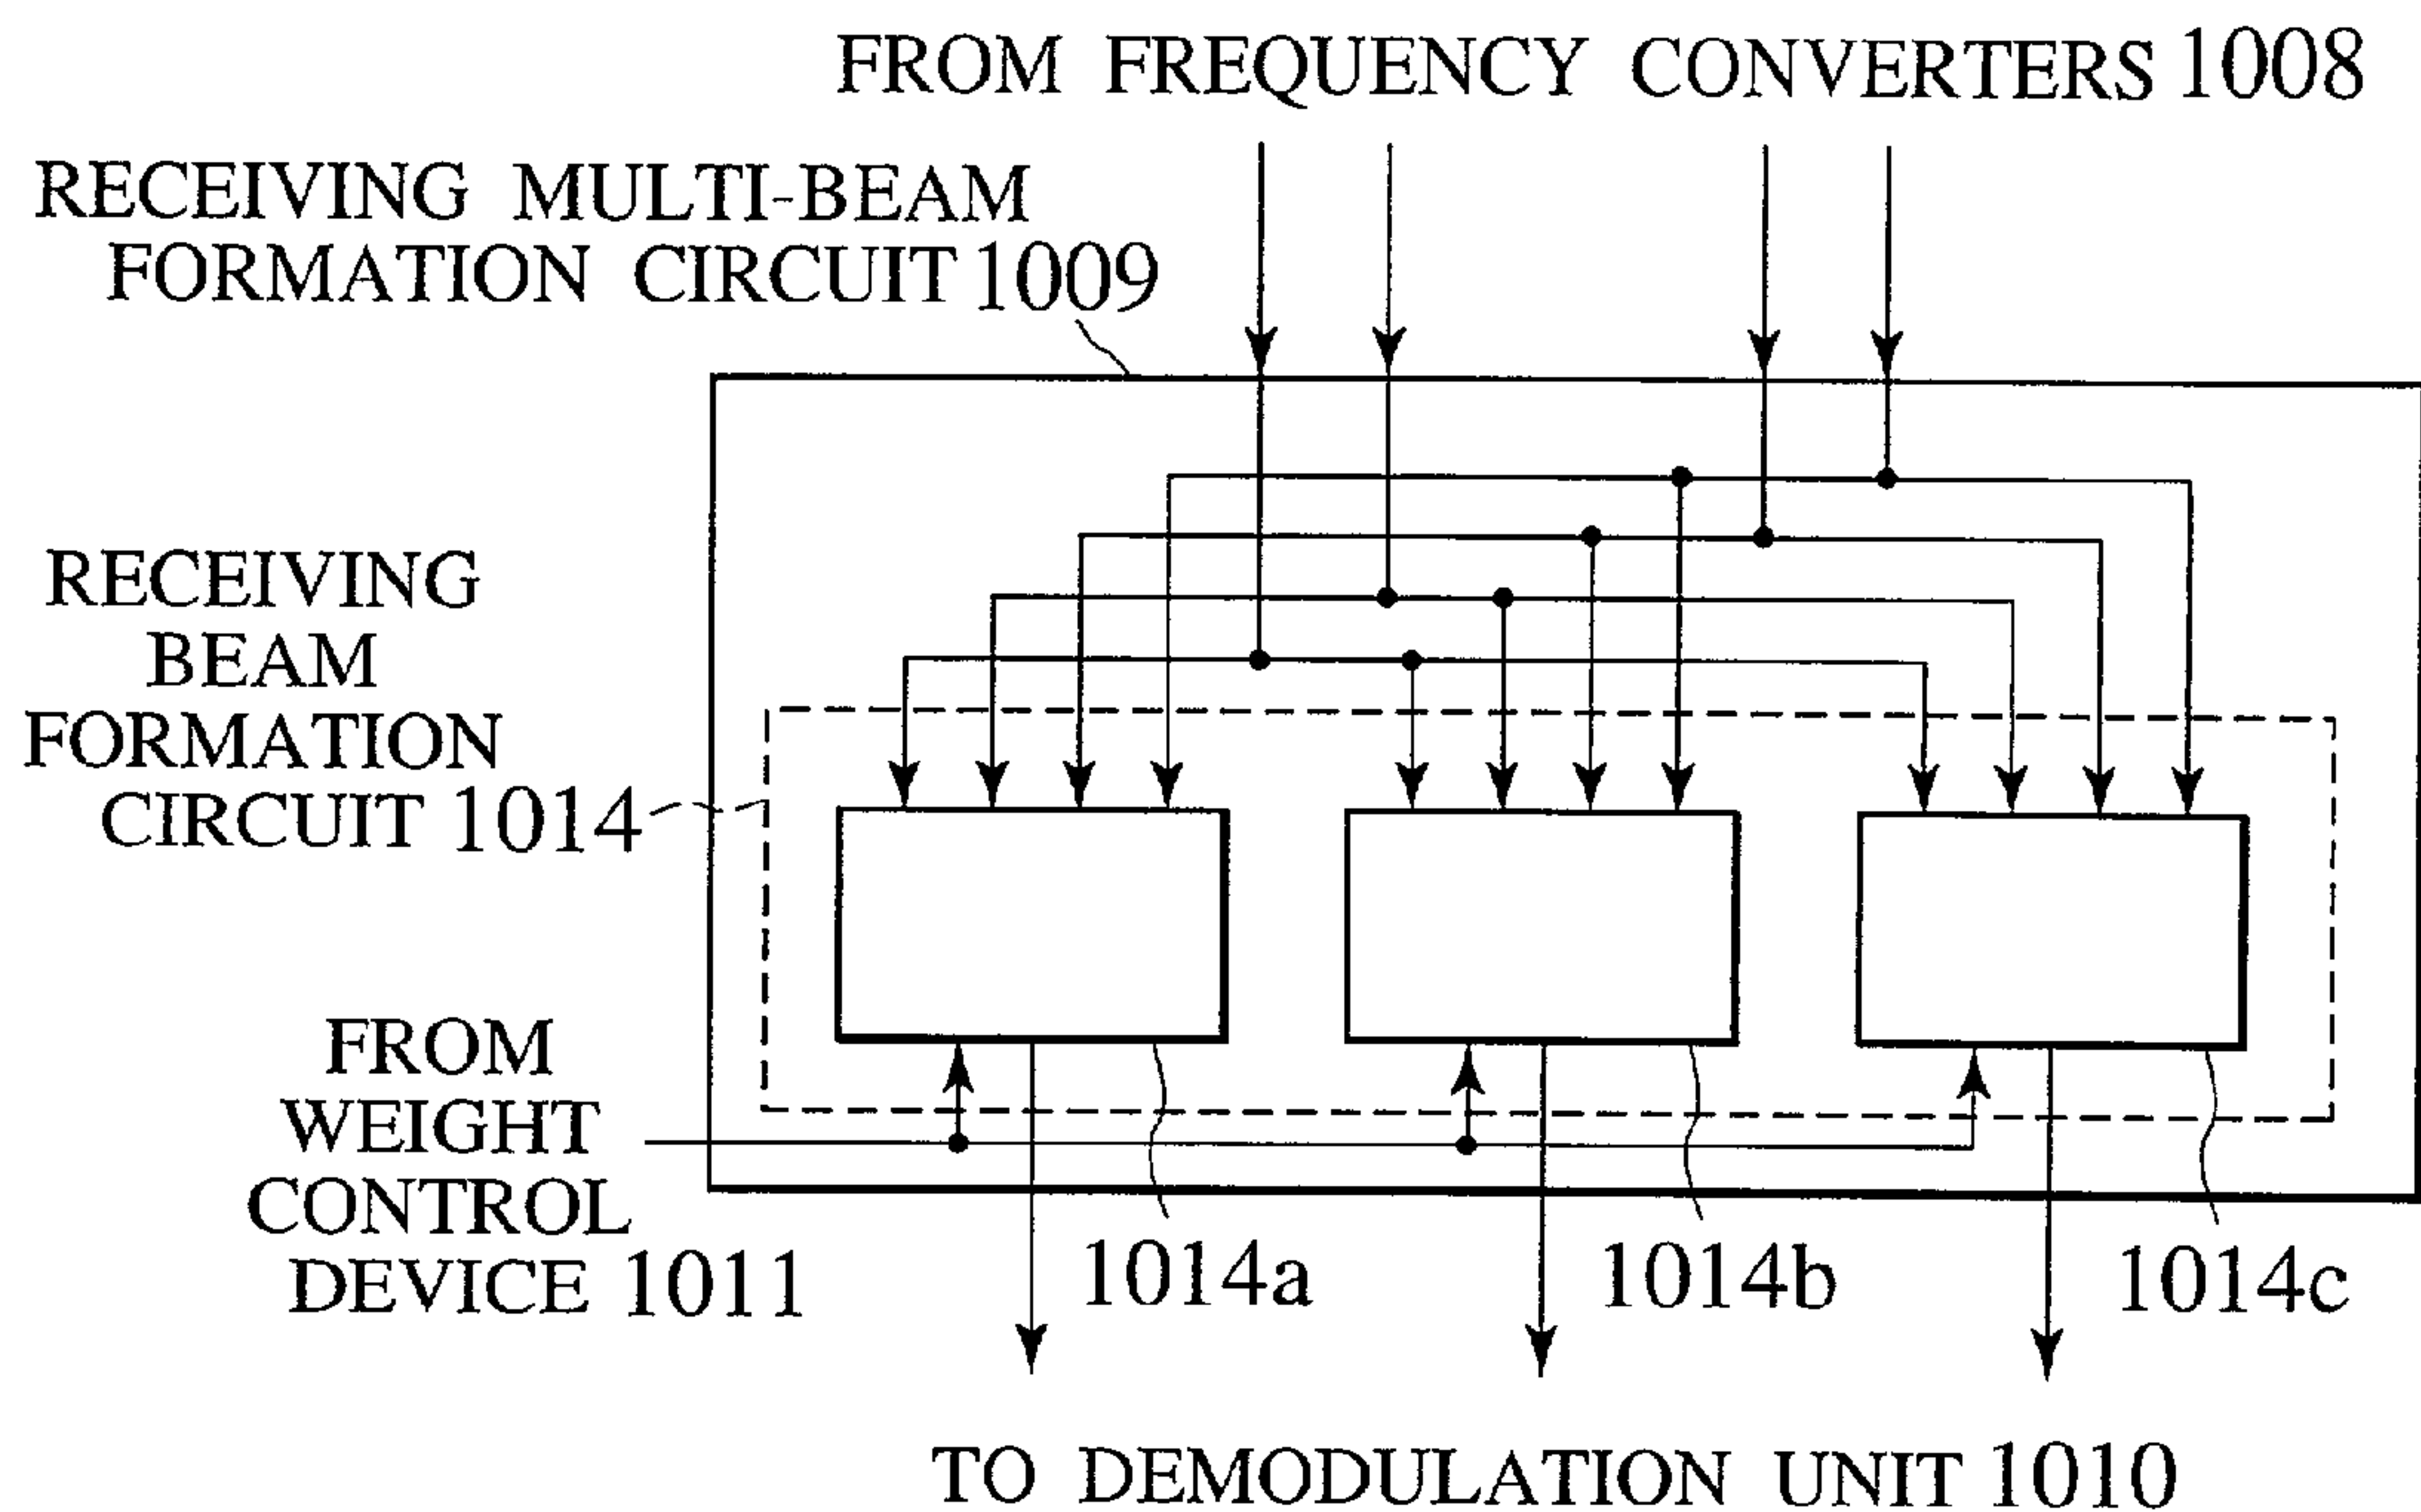 FROM FREQUENCY CONVERTERS 1008
RECEIVING MULTI-BEAM
FORMATION CIRCUIT 1009
RECEIVING
BEAM
FORMATION
CIRCUIT 1014
FROM
WEIGHT
CONTROL
DEVICE 1011
1014a
1014b
1014c
TO DEMODULATION UNIT 1010